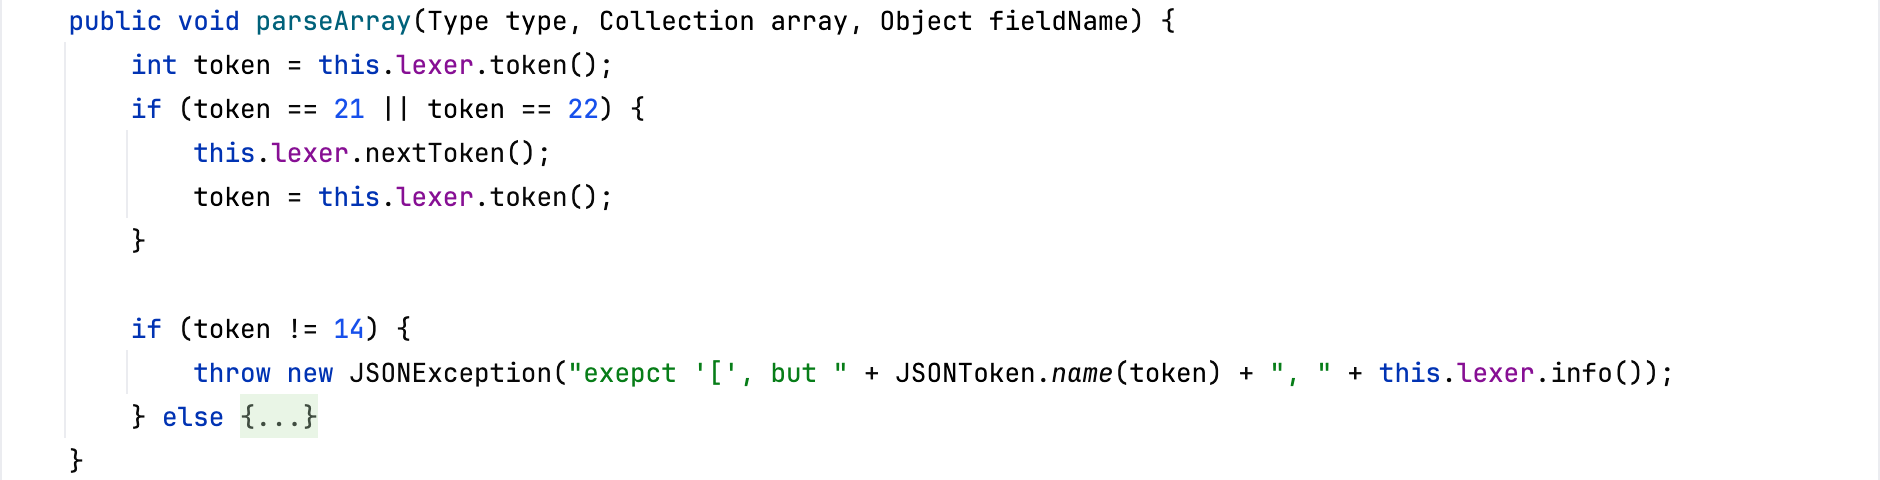 public void parseArray(Type type, Collection array, Object fieldName) {
    int token = this.lexer.token();
    if (token == 21 || token == 22) {
        this.lexer.nextToken();
        token = this.lexer.token();
    }

    if (token != 14) {
        throw new JSONException("exepct '[', but " + JSONToken.name(token) + ", " + this.lexer.info());
    } else {...}
}